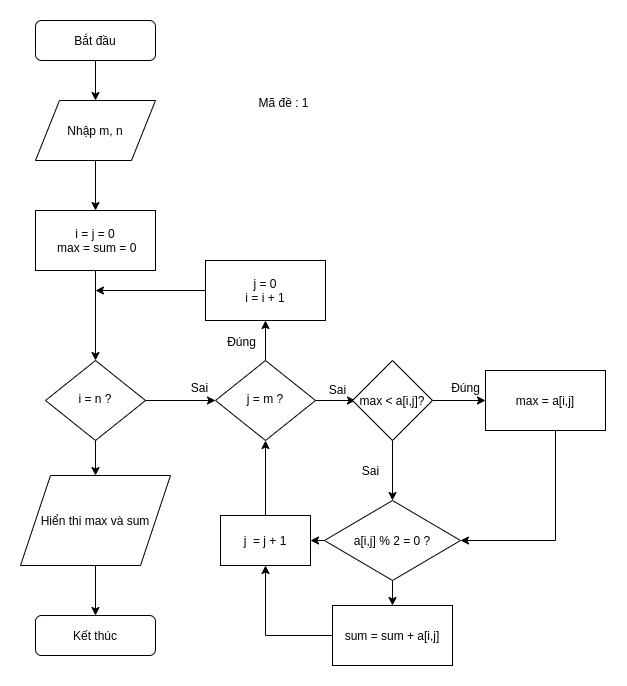 Bắt đầu
Mã đề : 1
Nhập m, n
i = j = 0
max = sum = 0
j = 0
i = i + 1
Đúng
i = n ?
Sai
j = m ?
Sai
max < a[i,j]?
Đúng
max = a[i,j]
Sai
Hiển thi max và sum
j = j + 1
a[i,j] % 2 = 0 ?
Kết thúc
sum = sum + a[i,j]